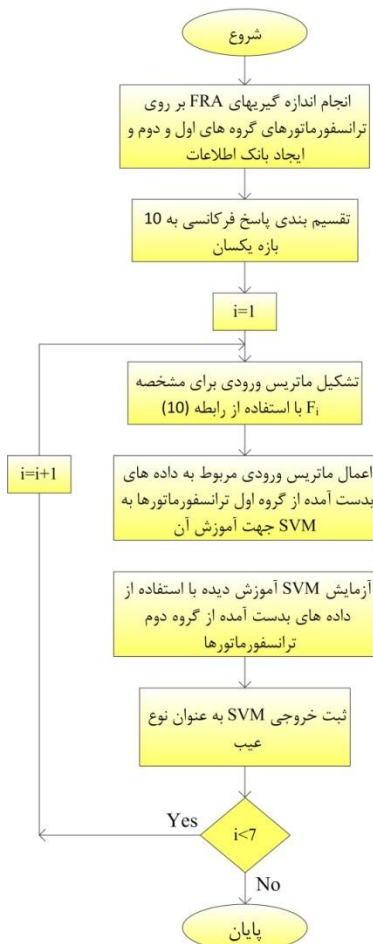 شروع
انجام اندازه گیریهای FRA بر روی
ترانسفورماتورهای گروه های اول و دوم و
ایجاد بانک اطلاعات
تقسیم بندی پاسخ فرکانسی به 10
بازه یکسان
i=1
تشکیل ماتریس ورودی برای مشخصه
Fi با استفاده از رابطه (10)
i=i+1
اعمال ماتریس ورودی مربوط به داده های
بدست آمده از گروه اول ترانسفورماتورها به
SVM جهت آموزش آن
آزمایش SVM آموزش دیده با استفاده از
داده های بدست آمده از گروه دوم
ترانسفورماتورها
ثبت خروجی SVM به عنوان نوع
عیب
Yes
i<7
No
پایان